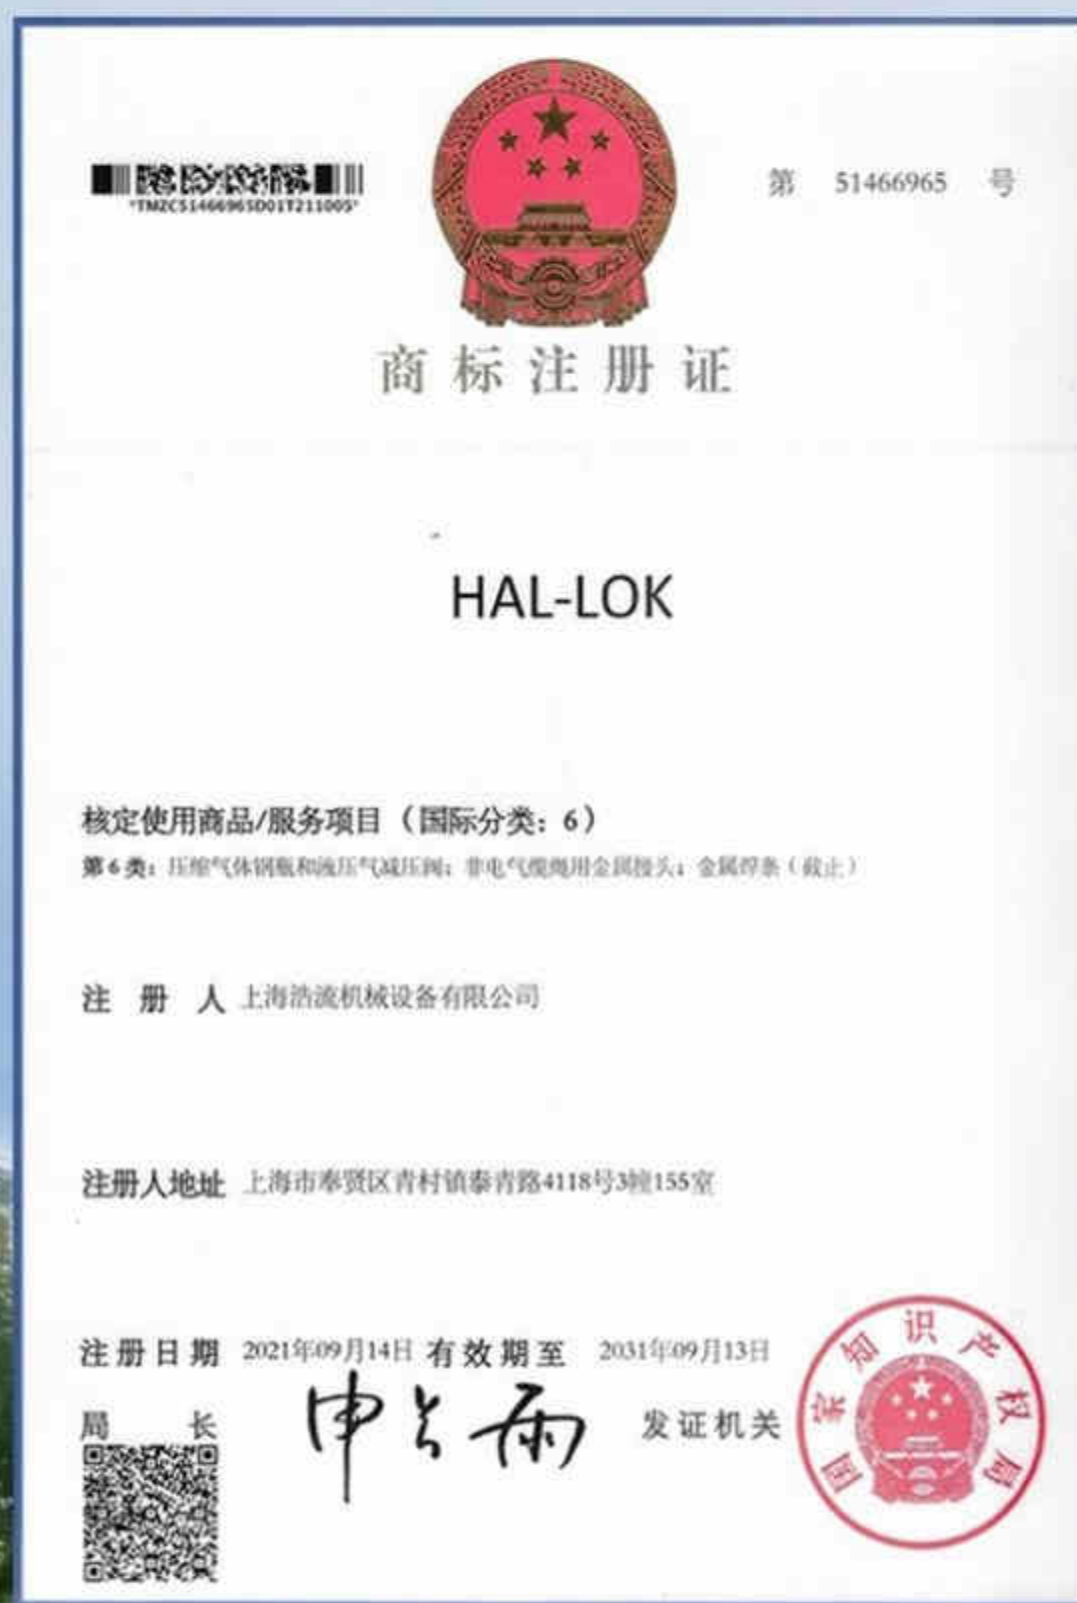 *TMZC51466965D01T211005*
第 51466965 号
商标注册证
HAL-LOK
核定使用商品/服务项目（国际分类：6）
第6类：压缩气体钢瓶和液压气减压阀；非电气缆绳用金属接头；金属焊条（截止）
注册人 上海浩流机械设备有限公司
注册人地址 上海市奉贤区青村镇泰青路4118号3幢155室
注册日期 2021年09月14日 有效期至 2031年09月13日
局长 申长雨 发证机关
国家知识产权局